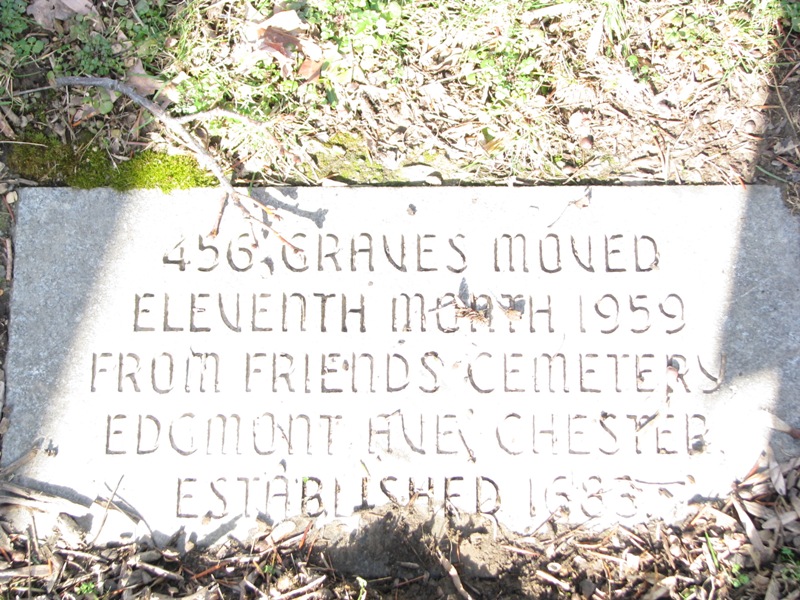 456 GRAVES MOVED
ELEVENTH MONTH 1959
FROM FRIENDS CEMETERY
EDGMONT AVE. CHESTER.
ESTABLISHED 1683.